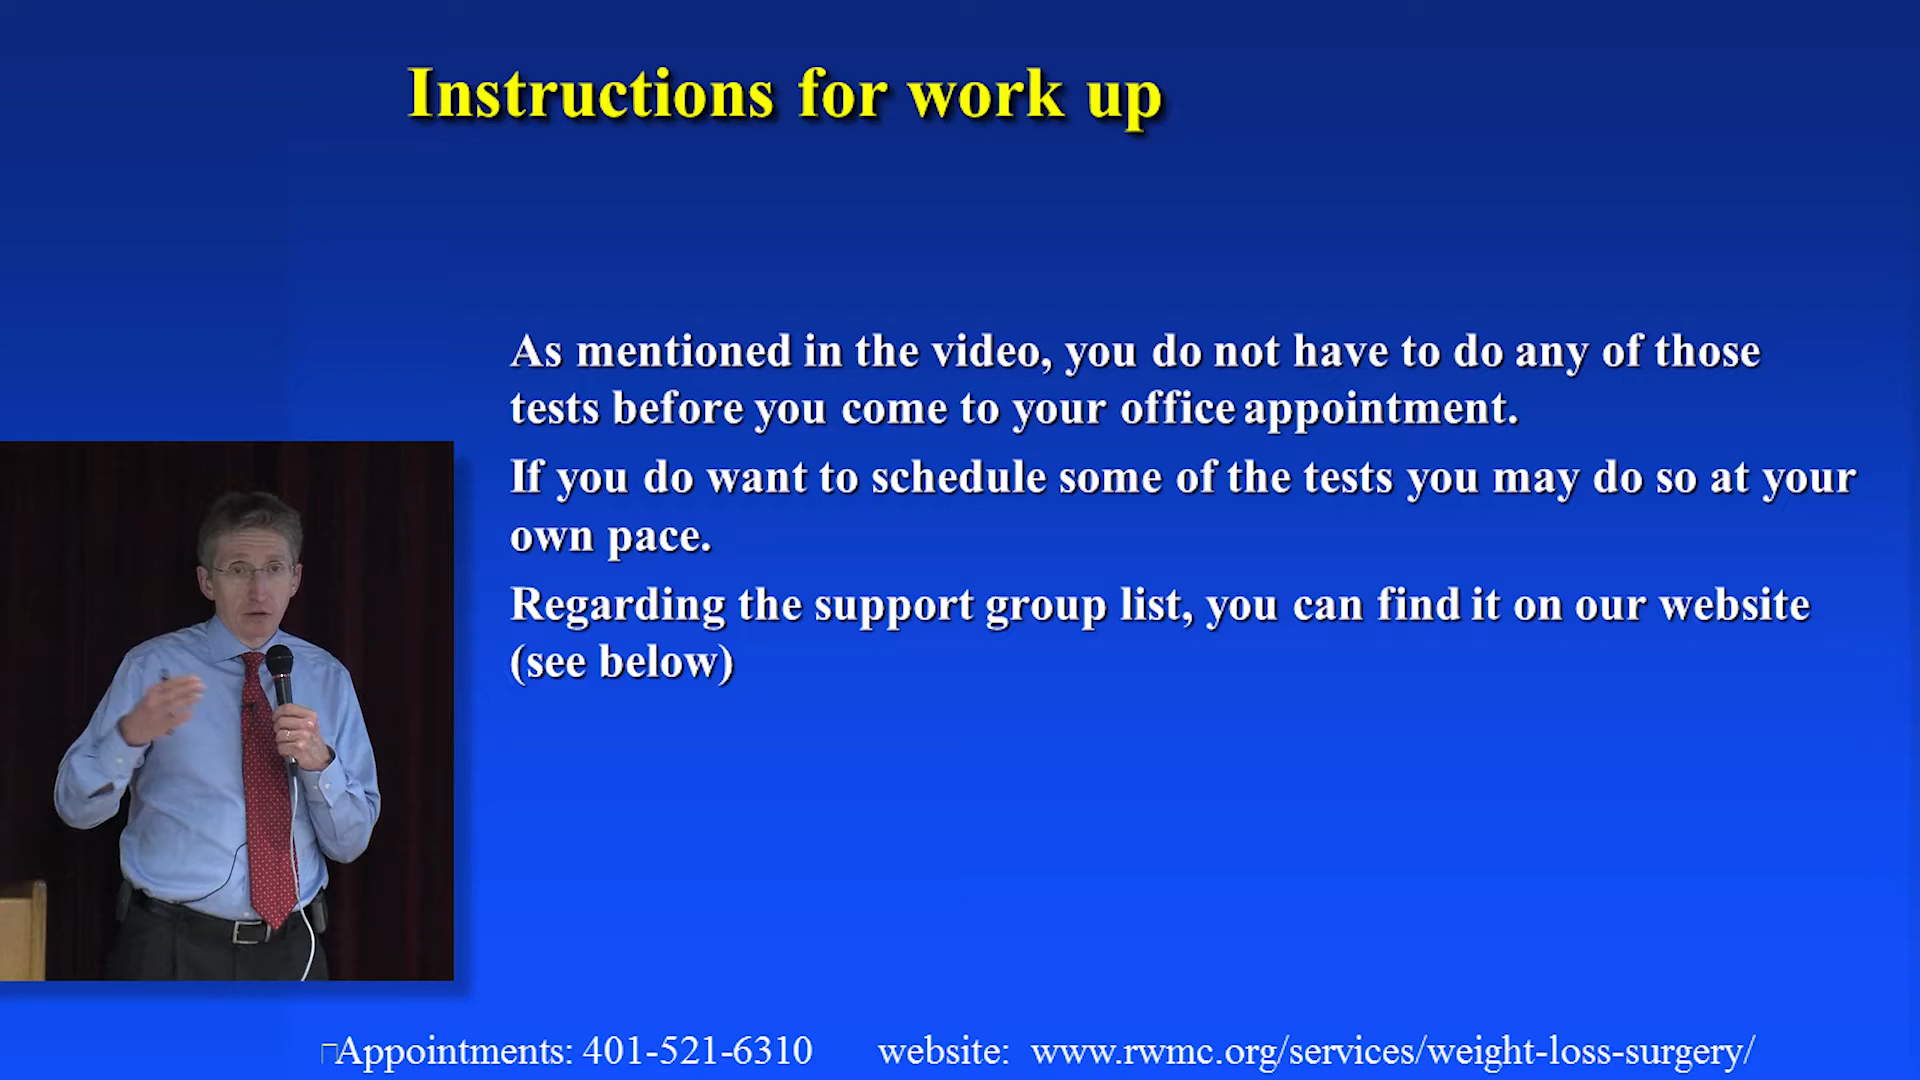 Instructions for work up
As mentioned in the video, you do not have to do any of those
tests before you come to your office appointment.
If you do want to schedule some of the tests you may do so at your
own pace.
Regarding the support group list, you can find it on our website
(see below)
Appointments: 401-521-6310 website: www.rwmc.org/services/weight-loss-surgery/